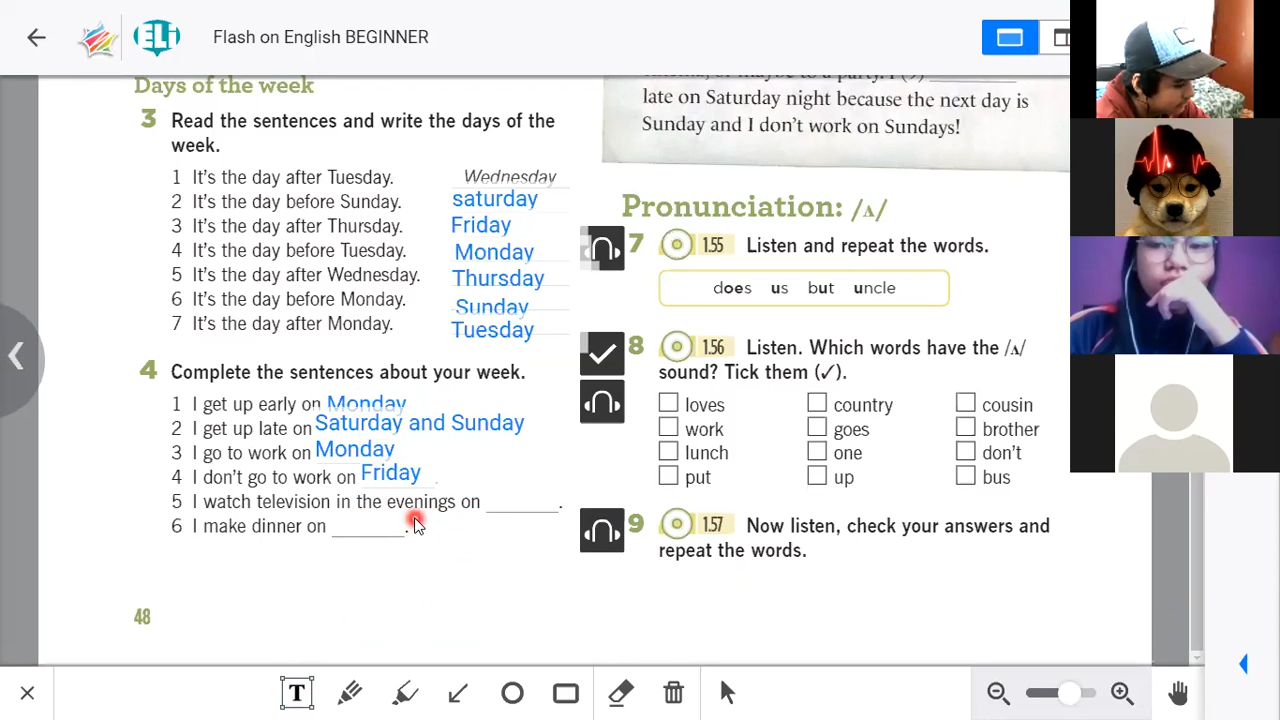 ELi
Flash on English BEGINNER
Days of the week
3 Read the sentences and write the days of the
week.
1 It's the day after Tuesday. Wednesday
2 It's the day before Sunday. saturday
3 It's the day after Thursday. Friday
4 It's the day before Tuesday. Monday
5 It's the day after Wednesday. Thursday
6 It's the day before Monday. Sunday
7 It's the day after Monday. Tuesday
4 Complete the sentences about your week.
1 I get up early on Monday
2 I get up late on Saturday and Sunday
3 I go to work on Monday
4 I don't go to work on Friday.
5 I watch television in the evenings on ________.
6 I make dinner on ________.
48
late on Saturday night because the next day is
Sunday and I don't work on Sundays!
Pronunciation: /ʌ/
7 1.55 Listen and repeat the words.
does us but uncle
8 1.56 Listen. Which words have the /ʌ/
sound? Tick them (✓).
loves country cousin
work goes brother
lunch one don't
put up bus
9 1.57 Now listen, check your answers and
repeat the words.
T